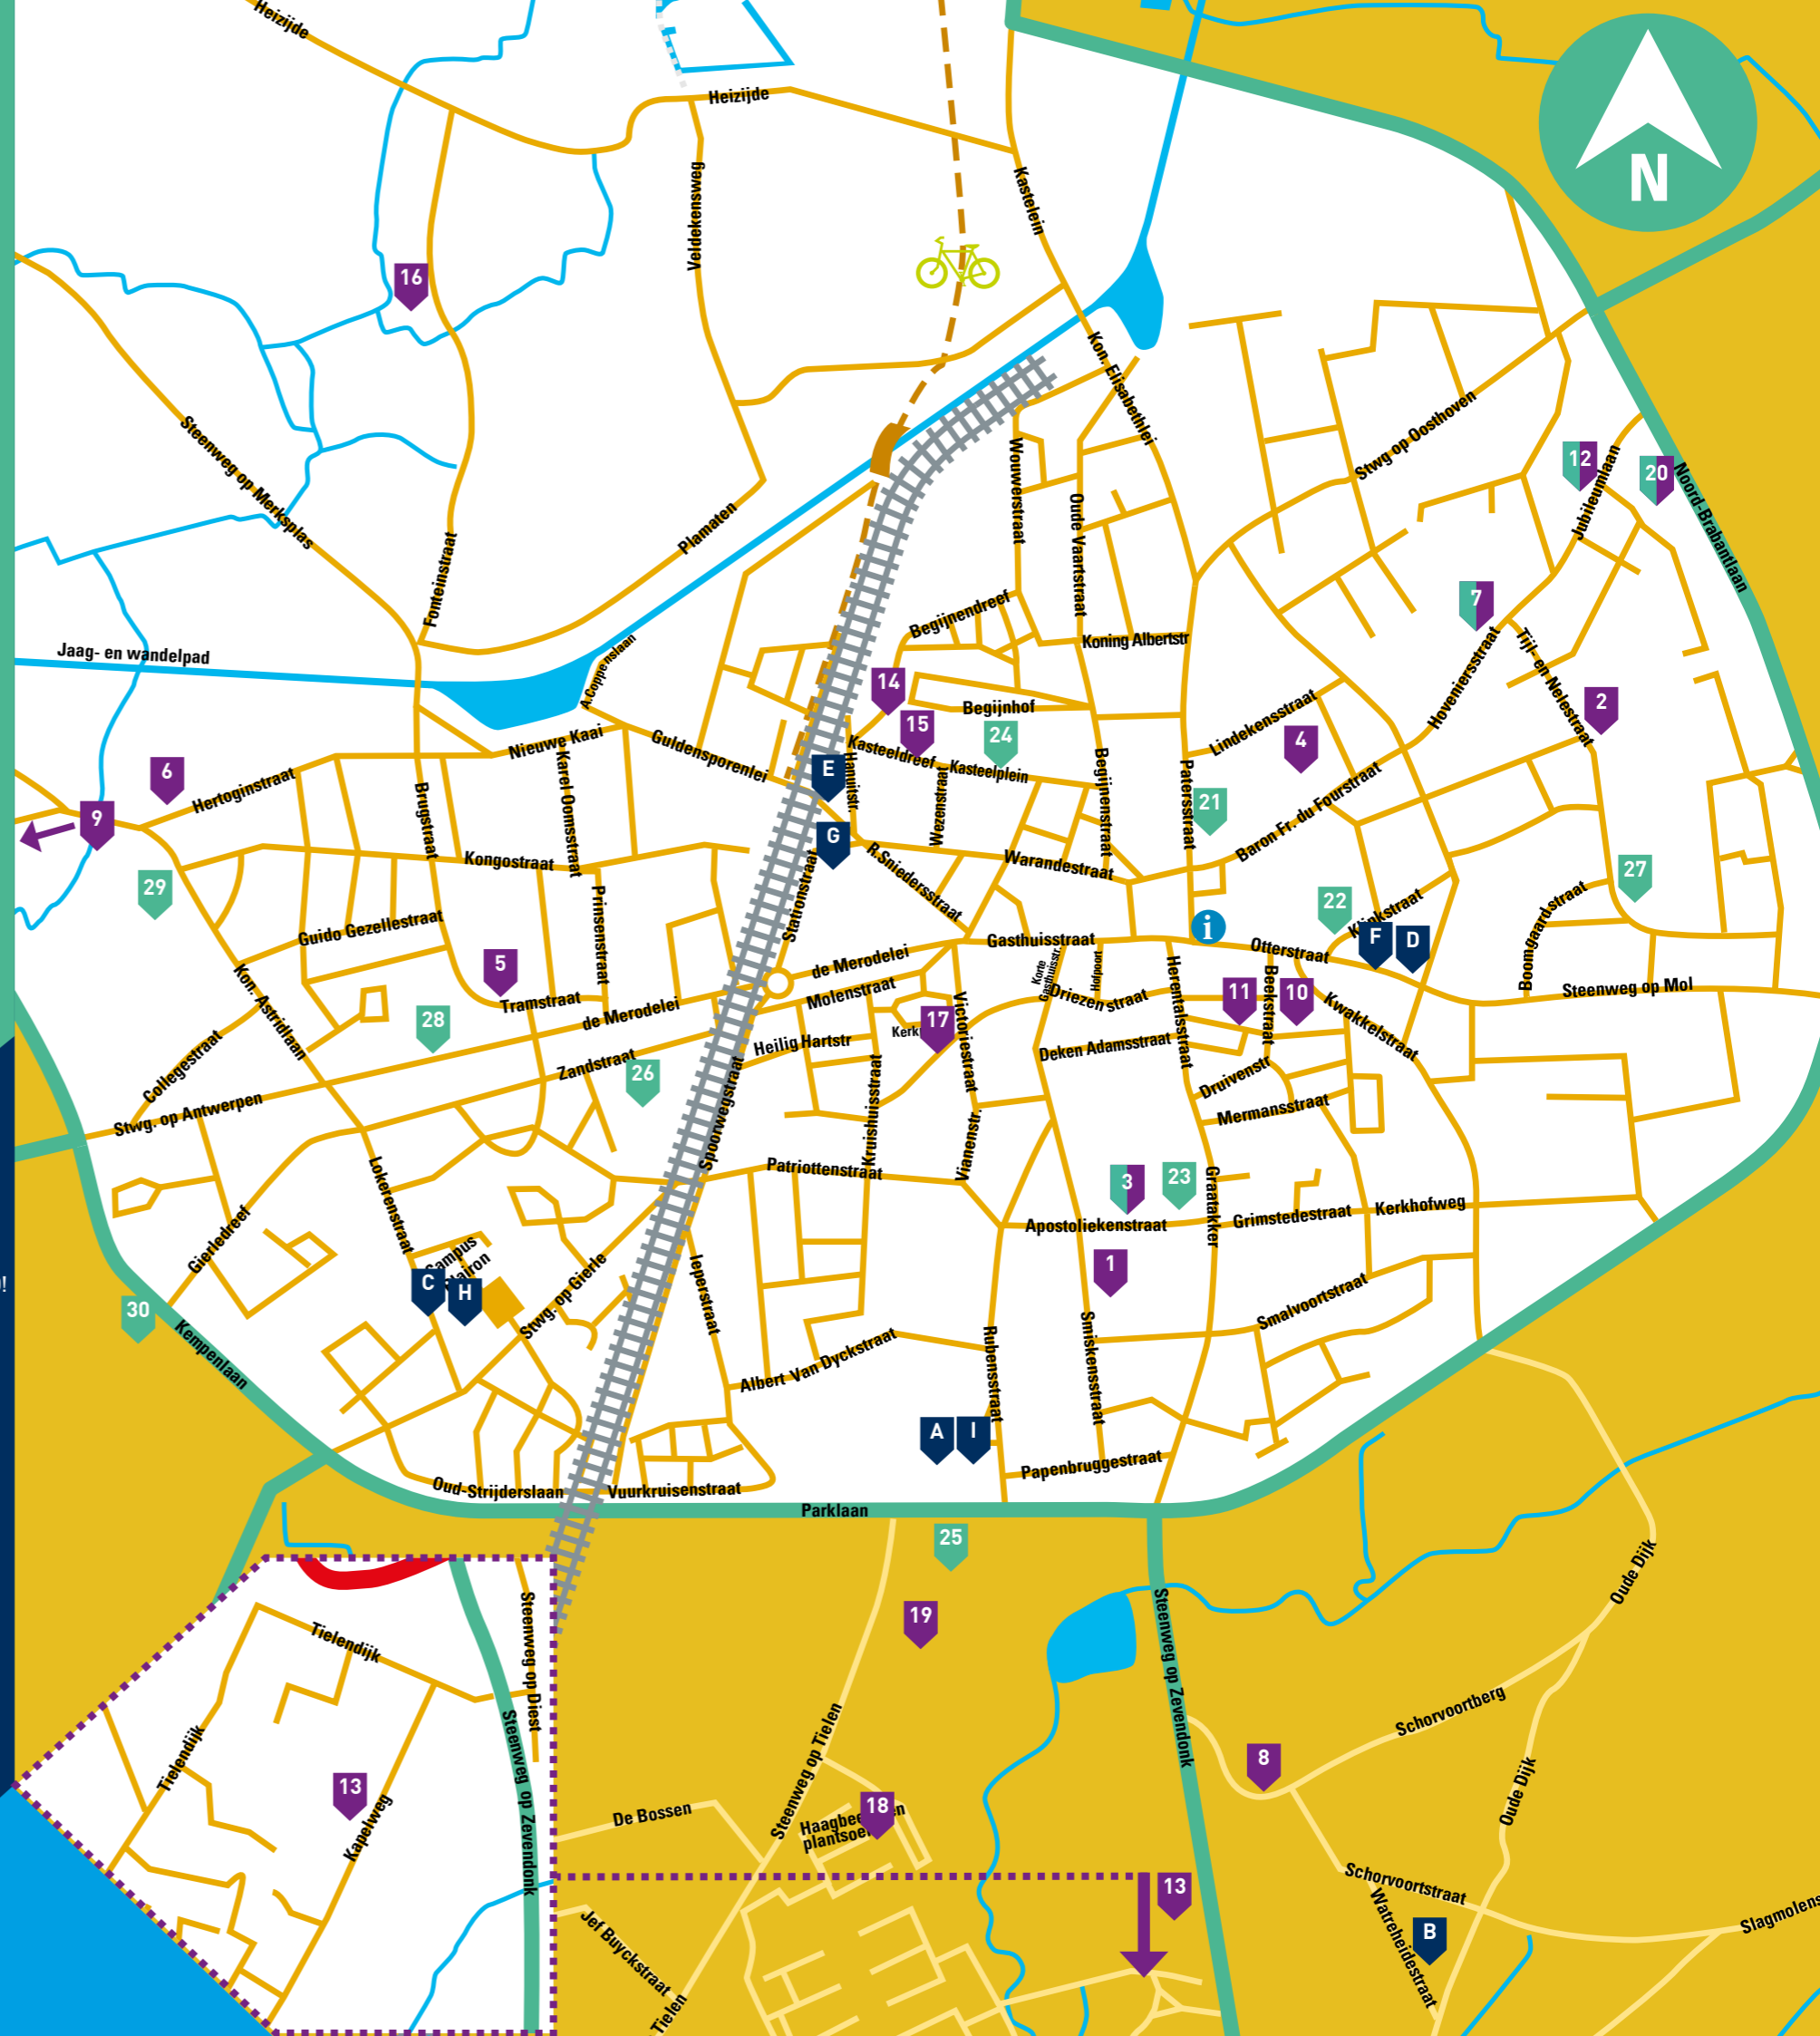 Heizijde
Heizijde
N
Kastelein
Veldekensweg
16
Kon. Elisabethlei
Steenweg op Merksplas
Stwg op Oosthoven
Wouwerstraat
12
20
Jubileumlaan
Noord-Brabantlaan
Oude Vaartstraat
Plamaten
Fonteinstraat
7
Begijnendreef
Koning Albertstr
Jaag- en wandelpad
A.Coppenslaan
Hoveniersstraat
Tijl- en Nelestraat
14
Begijnhof
Lindekensstraat
2
15
24
4
Nieuwe Kaai
Guldensporenlei
Kasteeldreef
Kasteelplein
6
E
Hanuitstr.
Hertoginstraat
Karel Oomsstraat
Brugstraat
Wezenstraat
Begijnenstraat
Patersstraat
21
Baron Fr. du Fourstraat
9
G
Kongostraat
R.Sniedersstraat
Warandestraat
29
27
Prinsenstraat
Stationstraat
22
Klinkstraat
Boomgaardstraat
Guido Gezellestraat
i
F
D
Gasthuisstraat
Otterstraat
de Merodelei
5
Korte
Gasthuisstr.
Hofpoort
Kon. Astridlaan
Tramstraat
Molenstraat
Driezenstraat
Herentalsstraat
11
Beekstraat
10
Steenweg op Mol
de Merodelei
28
17
Victoriestraat
Kwakkelstraat
Heilig Hartstr
Deken Adamsstraat
Collegestraat
Zandstraat
26
Druivenstr
Stwg. op Antwerpen
Mermansstraat
Spoorwegstraat
Kruishuisstraat
Vianenstr.
Patriottenstraat
Lokerenstraat
3
23
Graatakker
Gierledreef
Apostoliekenstraat
Grimstedestraat
Kerkhofweg
Campus
1
C
H
Stwg. op Gierle
Ieperstraat
30
Smalvoortstraat
Kempenlaan
Rubensstraat
Smiskensstraat
Albert Van Dyckstraat
A
I
Papenbruggestraat
Oud-Strijderslaan
Vuurkruisenstraat
Parklaan
25
Oude Dijk
19
Tielendijk
Steenweg op Diest
Steenweg op Zevendonk
Schorvoortberg
Steenweg op Zevendonk
Tielendijk
Steenweg op Tielen
8
13
Kapelweg
De Bossen
18
Oude Dijk
13
Schorvoortstraat
Jef Buyckstraat
Watreheidestraat
B
Tielen